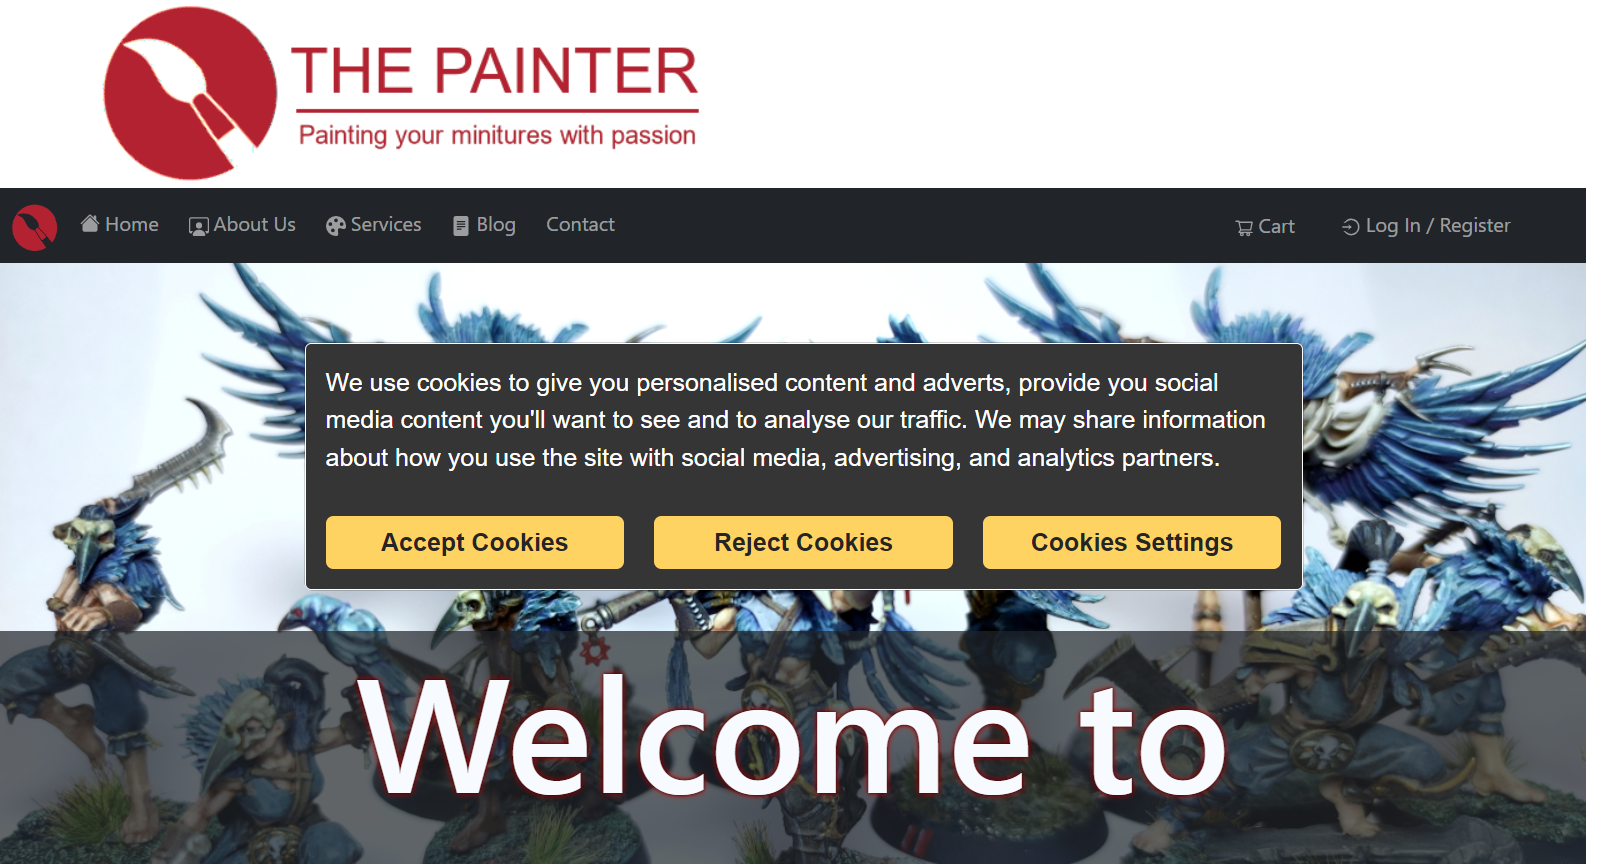 THE PAINTER
Painting your minitures with passion
Home About Us Services Blog Contact Cart Log In / Register
We use cookies to give you personalised content and adverts, provide you social
media content you'll want to see and to analyse our traffic. We may share information
about how you use the site with social media, advertising, and analytics partners.
Accept Cookies Reject Cookies Cookies Settings
Welcome to